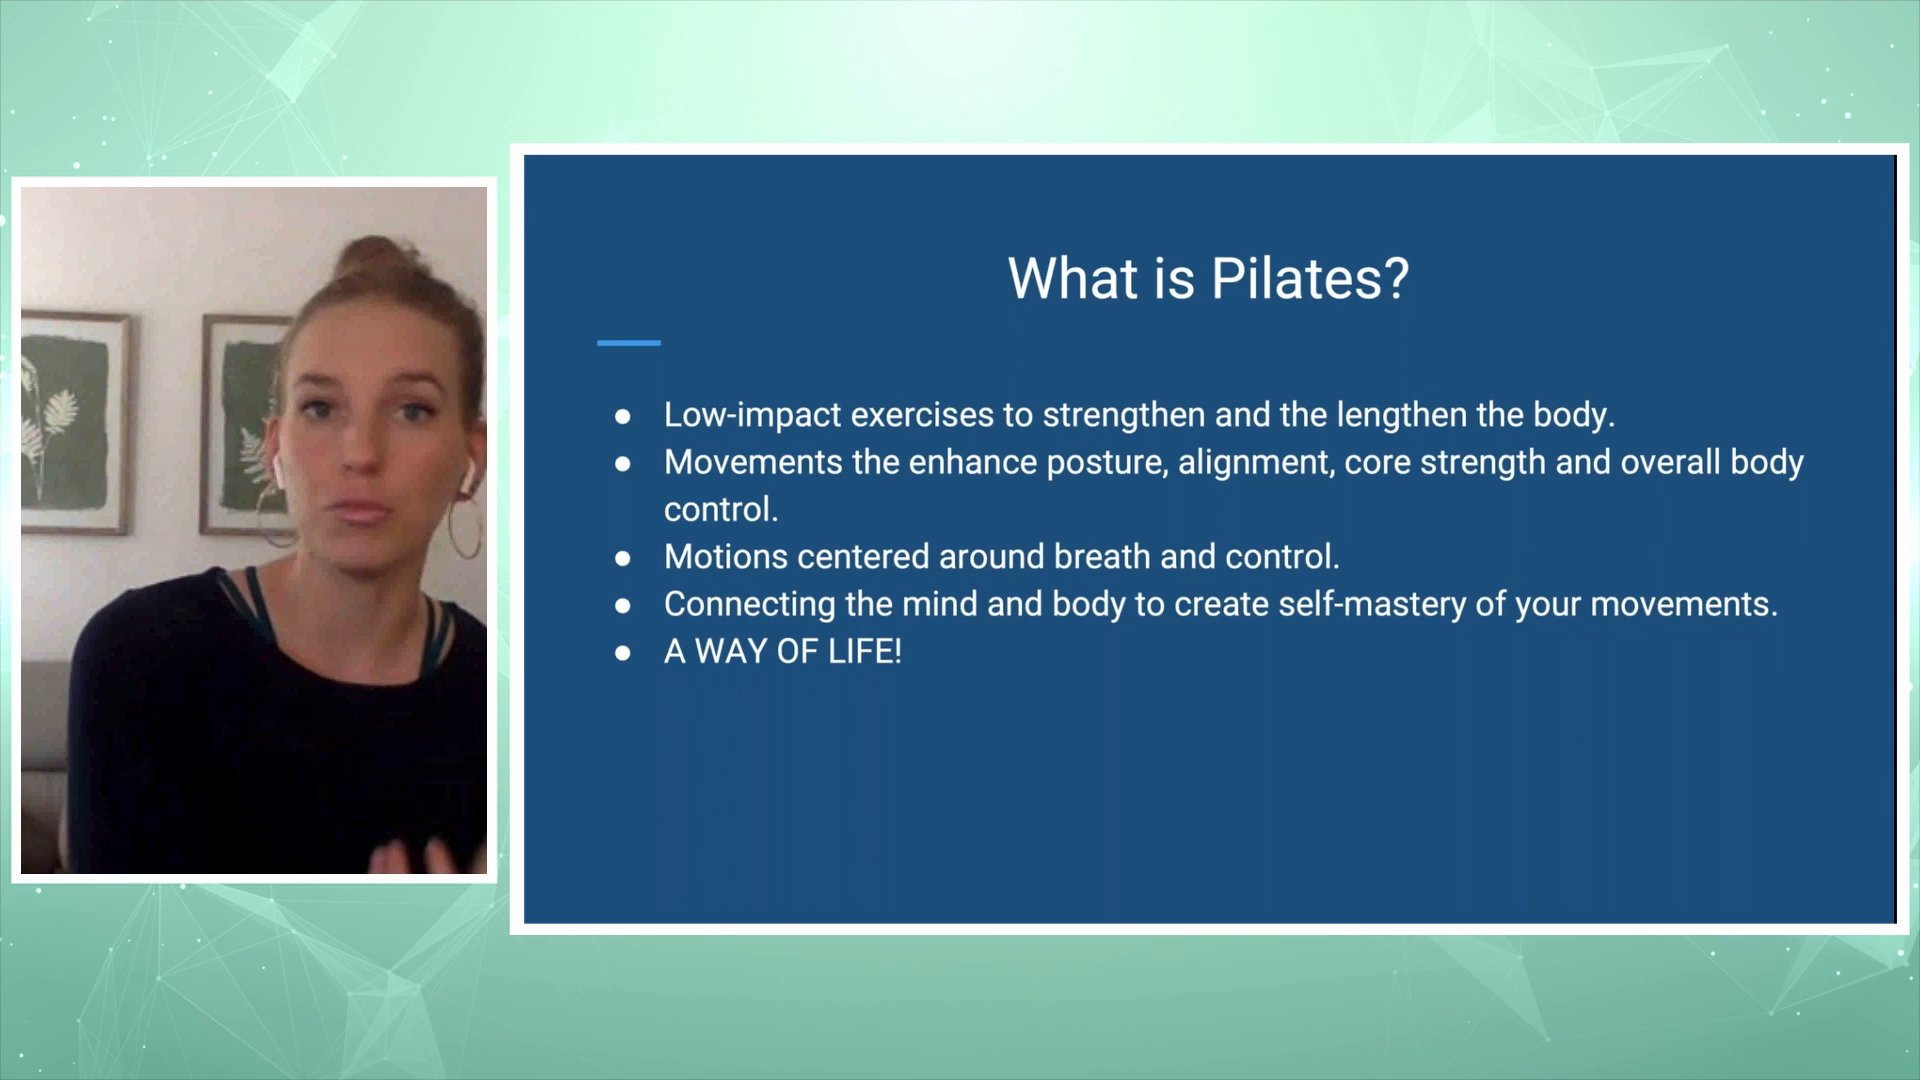 What is Pilates?
● Low-impact exercises to strengthen and the lengthen the body.
● Movements the enhance posture, alignment, core strength and overall body
control.
● Motions centered around breath and control.
● Connecting the mind and body to create self-mastery of your movements.
● A WAY OF LIFE!